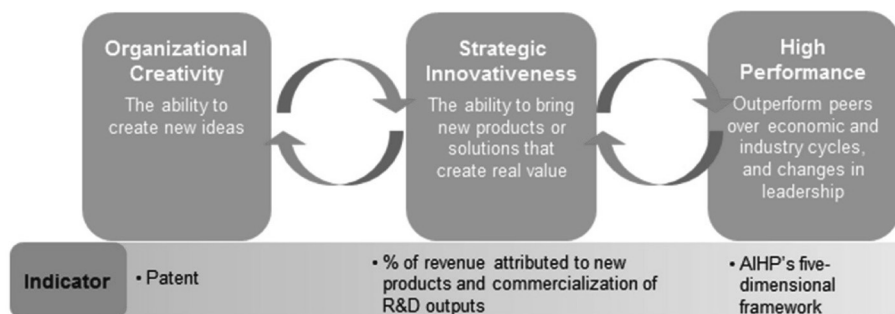 Organizational
Creativity
The ability to
create new ideas
Strategic
Innovativeness
The ability to bring
new products or
solutions that
create real value
High
Performance
Outperform peers
over economic and
industry cycles,
and changes in
leadership
Indicator
• Patent
• % of revenue attributed to new
products and commercialization of
R&D outputs
• AIHP's five-
dimensional
framework